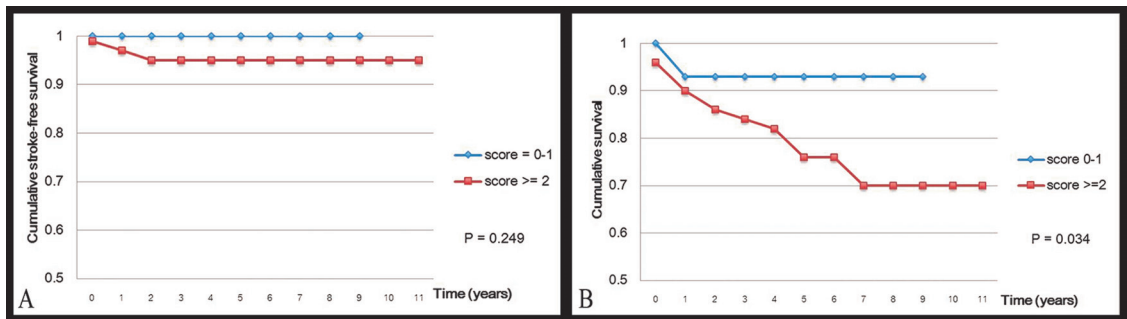 Cumulative stroke-free survival
1
0.9
0.8
0.7
0.6
0.5
0 1 2 3 4 5 6 7 8 9 10 11
Time (years)
score = 0-1
score >= 2
P = 0.249
A
Cumulative survival
1
0.9
0.8
0.7
0.6
0.5
0 1 2 3 4 5 6 7 8 9 10 11
Time (years)
score 0-1
score >=2
P = 0.034
B